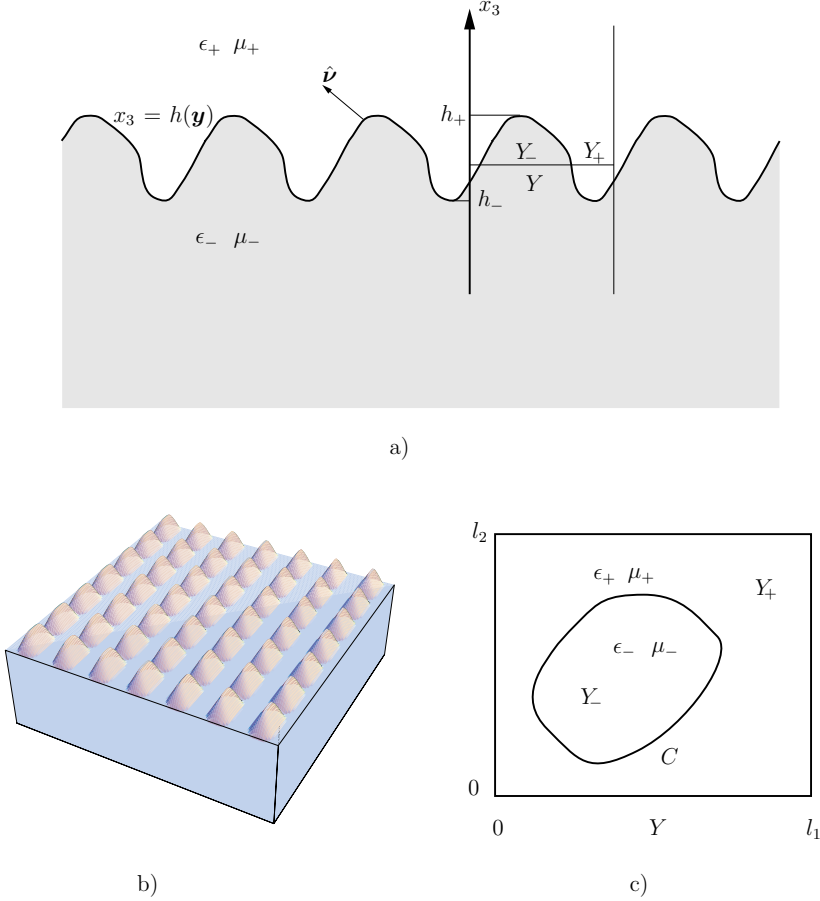 x₃
ϵ₊ μ₊
ν̂
x₃ = h(y)
h₊
Y₋ Y₊
Y
h₋
ϵ₋ μ₋
a)
l₂
ϵ₊ μ₊
Y₊
ϵ₋ μ₋
Y₋
C
0
0 Y l₁
b) c)